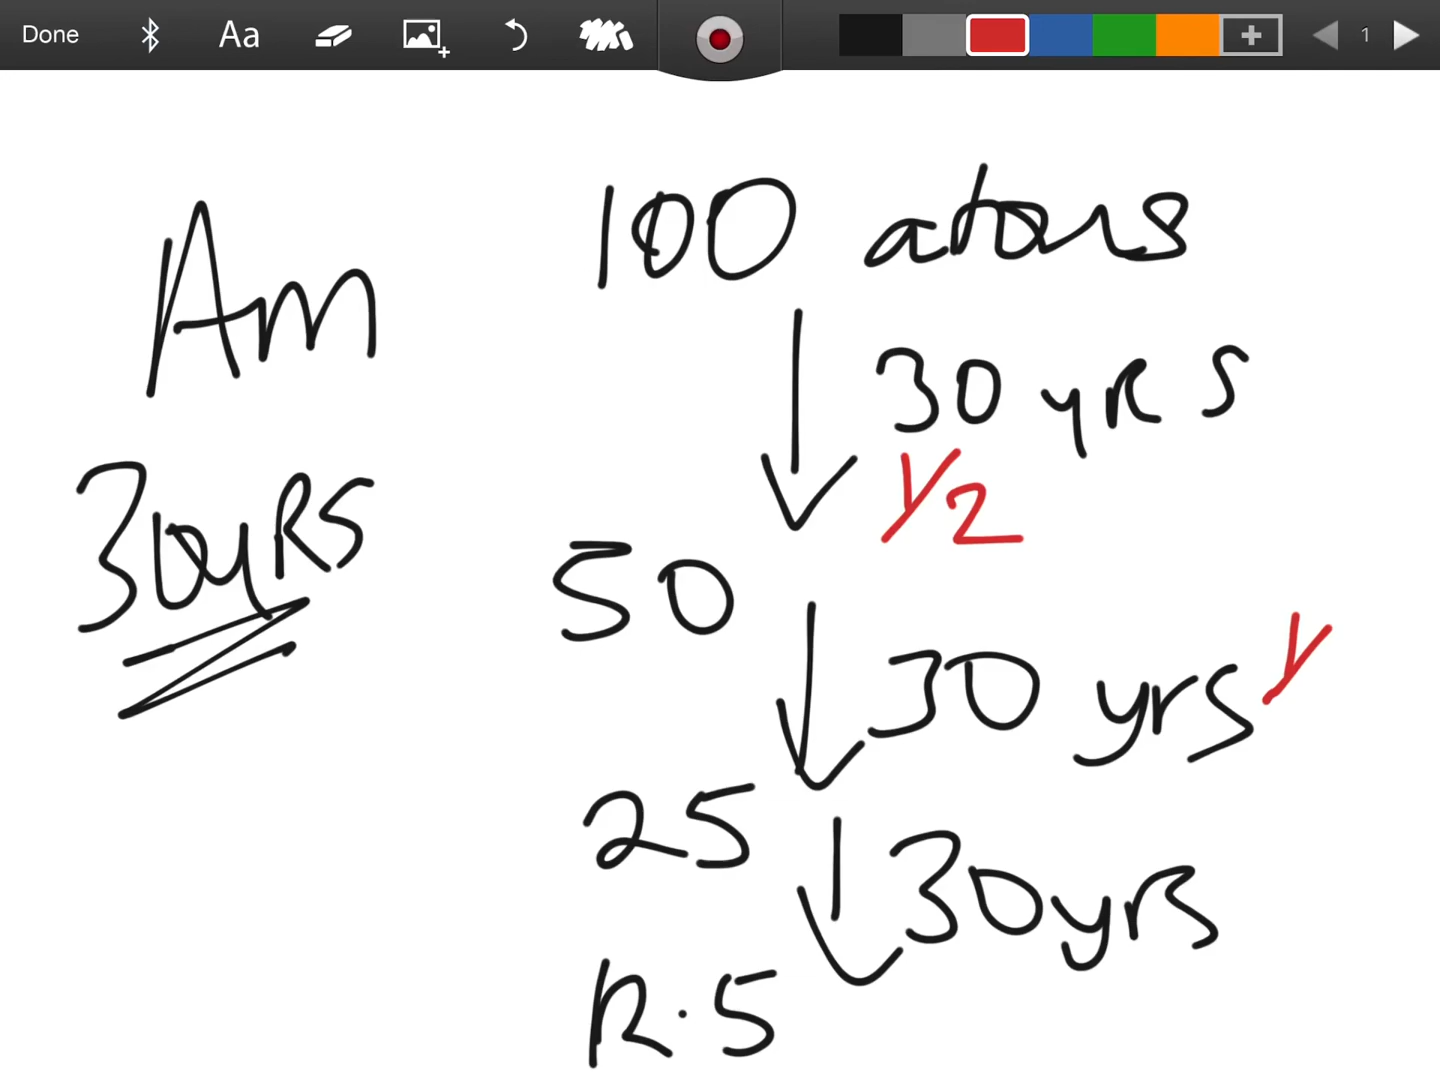 Done Aa 1
Am
30yRS
100 atoms
30 yRS
1/2
50
30 yrs
25
30yrs
12.5